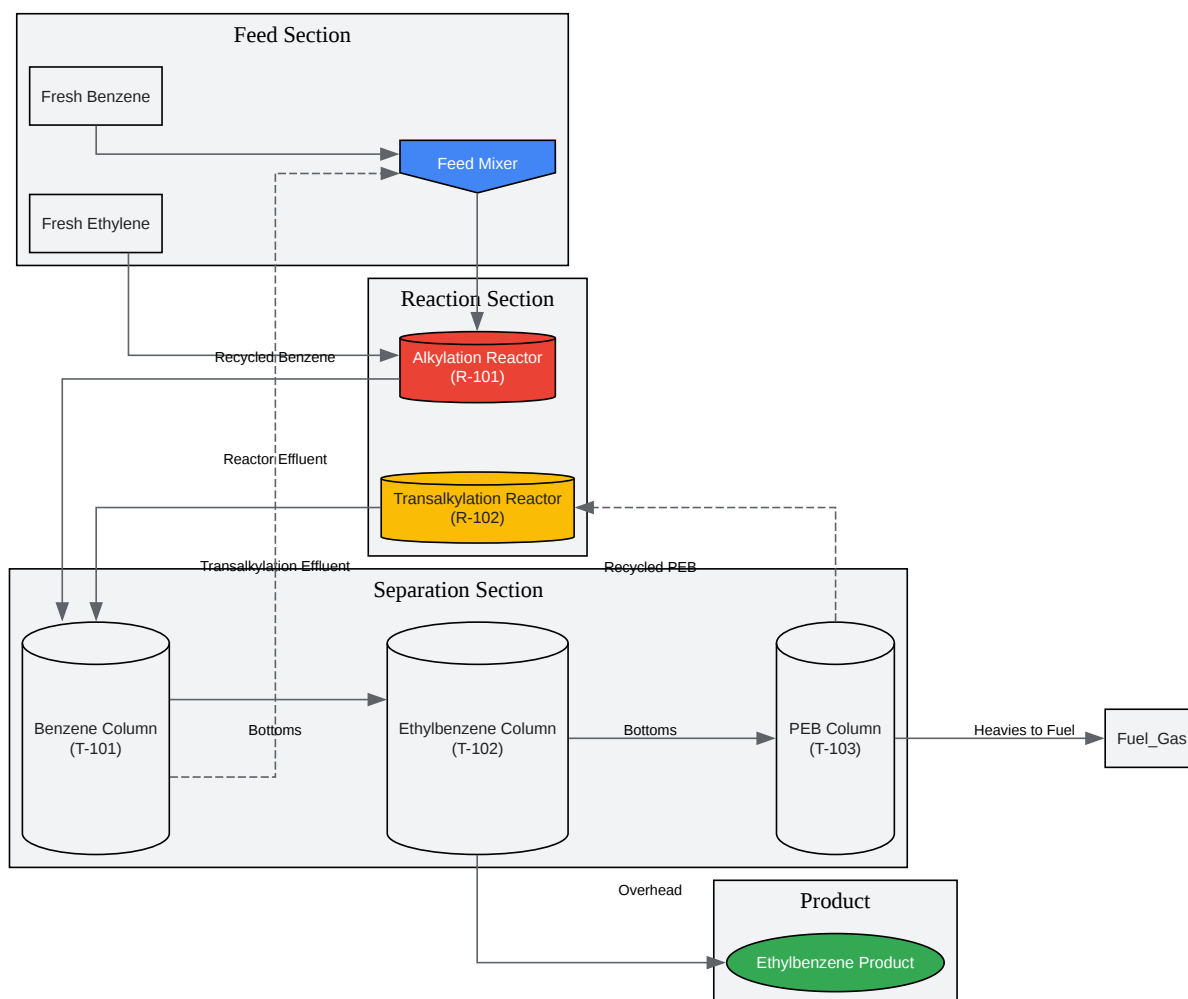 Feed Section
Fresh Benzene
Feed Mixer
Fresh Ethylene
Reaction Section
Recycled Benzene
Alkylation Reactor
(R-101)
Reactor Effluent
Transalkylation Reactor
(R-102)
Transalkylation Effluent
Recycled PEB
Separation Section
Benzene Column
(T-101)
Bottoms
Ethylbenzene Column
(T-102)
Bottoms
PEB Column
(T-103)
Heavies to Fuel
Fuel_Gas
Overhead
Product
Ethylbenzene Product